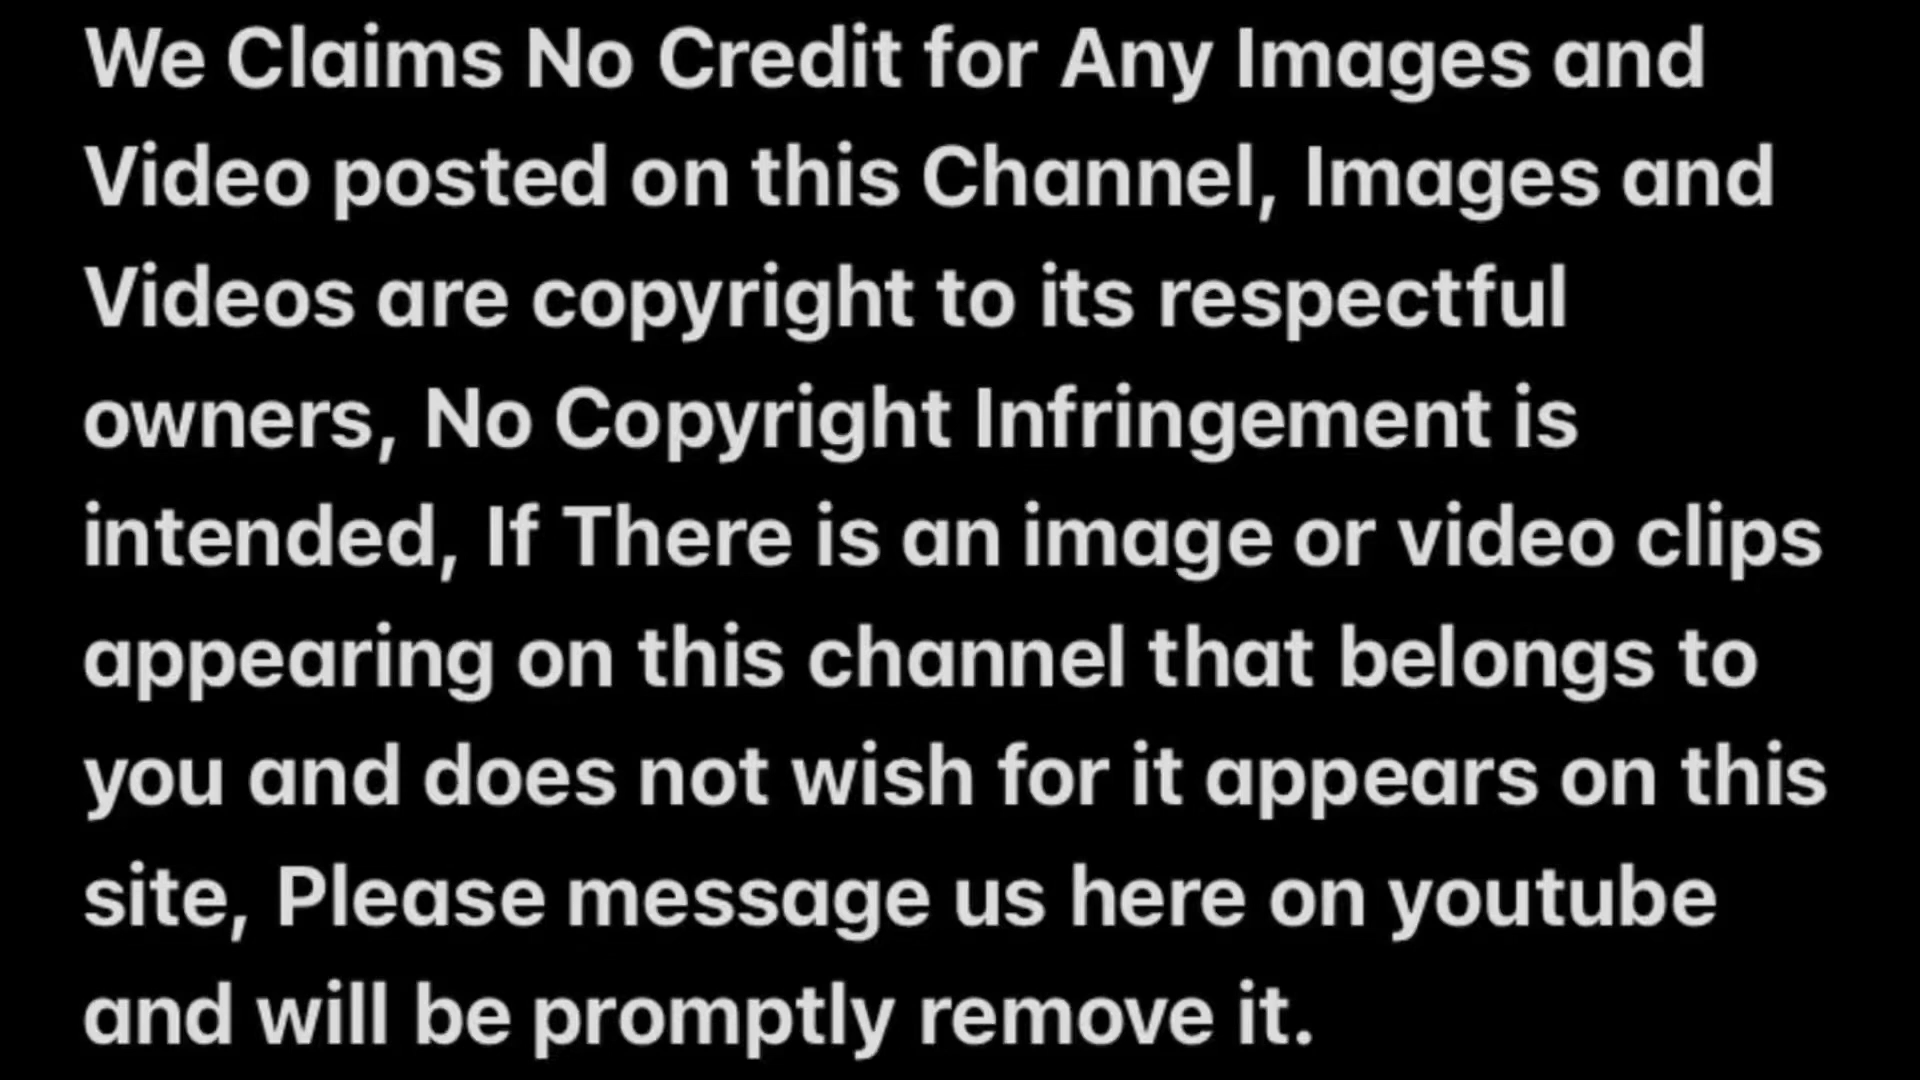 We Claims No Credit for Any Images and
Video posted on this Channel, Images and
Videos are copyright to its respectful
owners, No Copyright Infringement is
intended, If There is an image or video clips
appearing on this channel that belongs to
you and does not wish for it appears on this
site, Please message us here on youtube
and will be promptly remove it.